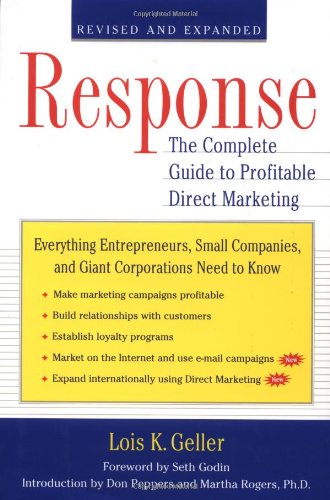 REVISED AND EXPANDED
Response
The Complete
Guide to Profitable
Direct Marketing
Everything Entrepreneurs, Small Companies,
and Giant Corporations Need to Know
Make marketing campaigns profitable
Build relationships with customers
Establish loyalty programs
Market on the Internet and use e-mail campaigns New
Expand internationally using Direct Marketing New
Lois K. Geller
Foreword by Seth Godin
Introduction by Don Peppers and Martha Rogers, Ph.D.